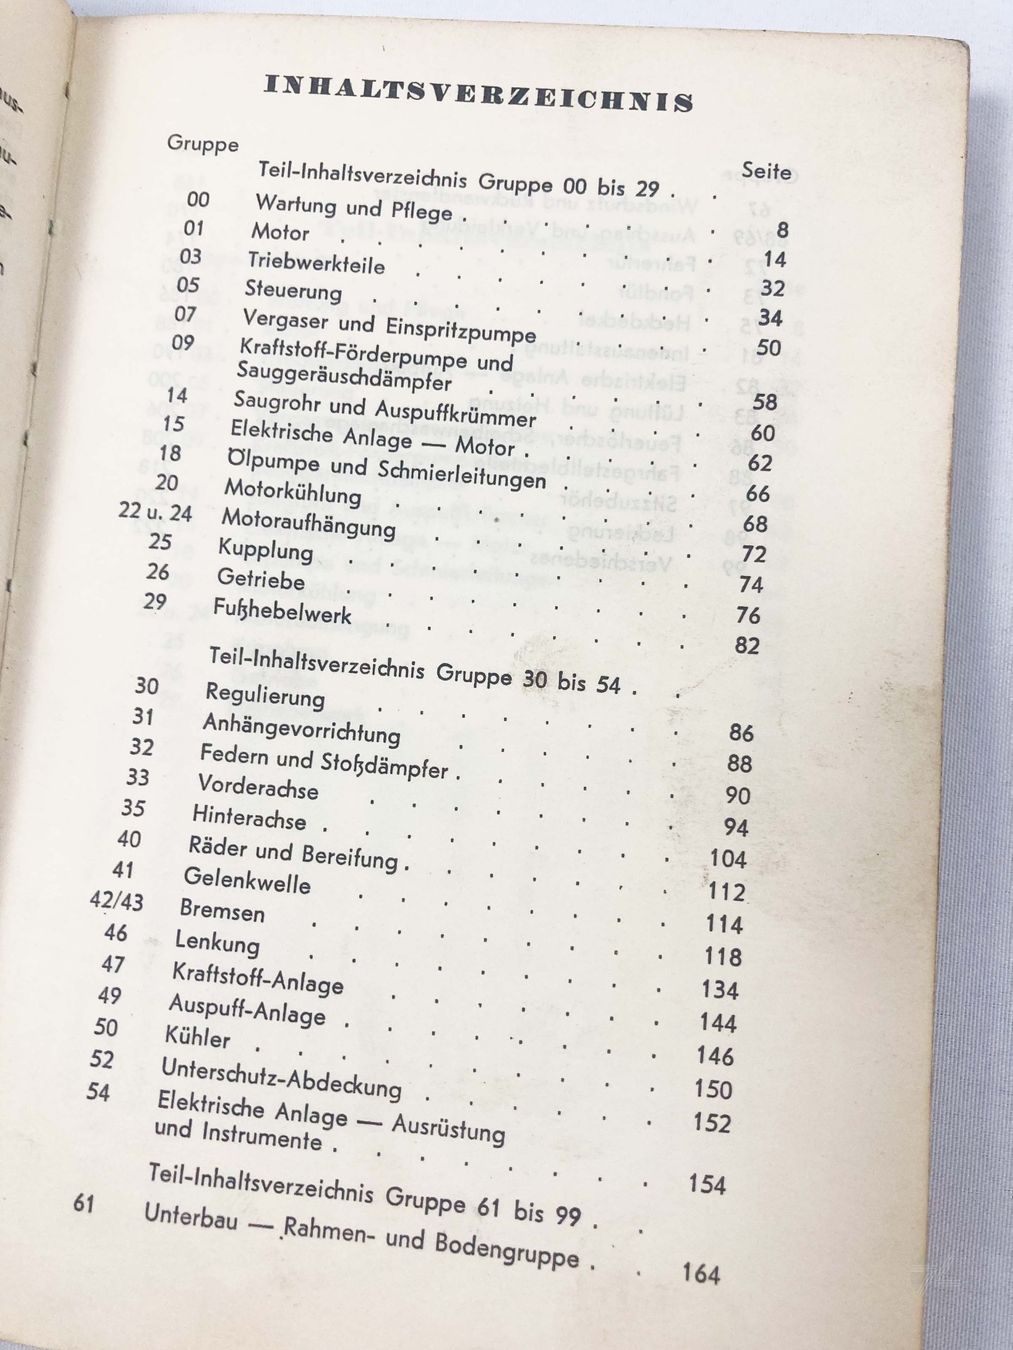 INHALTSVERZEICHNIS
Gruppe Seite
Teil-Inhaltsverzeichnis Gruppe 00 bis 29 . .
00 Wartung und Pflege . . . . . . . 8
01 Motor . . . . . . . . . 14
03 Triebwerkteile . . . . . . . . 32
05 Steuerung . . . . . . . . . 34
07 Vergaser und Einspritzpumpe . . . . 50
09 Kraftstoff-Förderpumpe und
Sauggeräuschdämpfer . . . . . . 58
14 Saugrohr und Auspuffkrümmer . . . . 60
15 Elektrische Anlage — Motor . . . . . 62
18 Ölpumpe und Schmierleitungen . . . . 66
20 Motorkühlung . . . . . . . . 68
22 u. 24 Motoraufhängung . . . . . . . 72
25 Kupplung . . . . . . . . . 74
26 Getriebe . . . . . . . . . 76
29 Fußhebelwerk . . . . . . . . 82
Teil-Inhaltsverzeichnis Gruppe 30 bis 54 . .
30 Regulierung . . . . . . . . 86
31 Anhängevorrichtung . . . . . . 88
32 Federn und Stoßdämpfer . . . . . . 90
33 Vorderachse . . . . . . . . 94
35 Hinterachse . . . . . . . . . 104
40 Räder und Bereifung . . . . . . . 112
41 Gelenkwelle . . . . . . . . 114
42/43 Bremsen . . . . . . . . . 118
46 Lenkung . . . . . . . . . 134
47 Kraftstoff-Anlage . . . . . . . 144
49 Auspuff-Anlage . . . . . . . . 146
50 Kühler . . . . . . . . . . 150
52 Unterschutz-Abdeckung . . . . . . 152
54 Elektrische Anlage — Ausrüstung
und Instrumente . . . . . . . . 154
Teil-Inhaltsverzeichnis Gruppe 61 bis 99 . .
61 Unterbau — Rahmen- und Bodengruppe . . 164